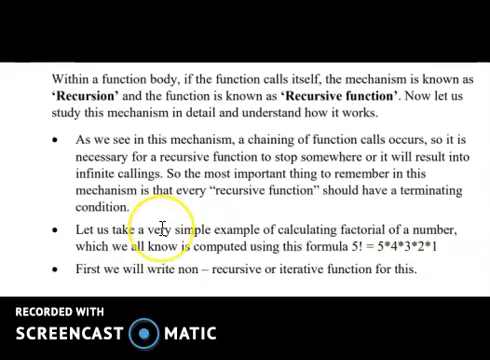 Within a function body, if the function calls itself, the mechanism is known as
‘Recursion’ and the function is known as ‘Recursive function’. Now let us
study this mechanism in detail and understand how it works.
• As we see in this mechanism, a chaining of function calls occurs, so it is
necessary for a recursive function to stop somewhere or it will result into
infinite callings. So the most important thing to remember in this
mechanism is that every “recursive function” should have a terminating
condition.
• Let us take a very simple example of calculating factorial of a number,
which we all know is computed using this formula 5! = 5*4*3*2*1
• First we will write non – recursive or iterative function for this.
RECORDED WITH
SCREENCAST MATIC